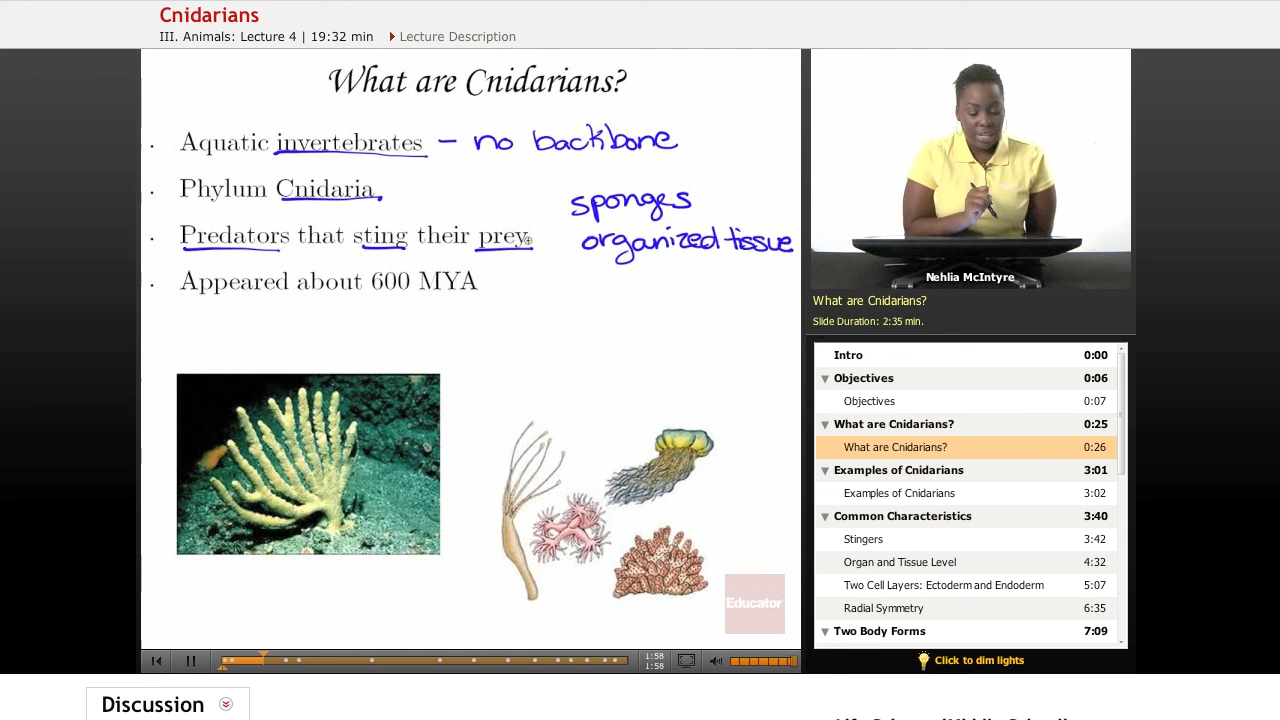 Cnidarians
III. Animals: Lecture 4 | 19:32 min Lecture Description
What are Cnidarians?
· Aquatic invertebrates – no backbone
· Phylum Cnidaria
sponges
· Predators that sting their prey
organized tissue
· Appeared about 600 MYA
Educator
1:58
1:58
Nehlia McIntyre
What are Cnidarians?
Slide Duration: 2:35 min.
Intro 0:00
Objectives 0:06
Objectives 0:07
What are Cnidarians? 0:25
What are Cnidarians? 0:26
Examples of Cnidarians 3:01
Examples of Cnidarians 3:02
Common Characteristics 3:40
Stingers 3:42
Organ and Tissue Level 4:32
Two Cell Layers: Ectoderm and Endoderm 5:07
Radial Symmetry 6:35
Two Body Forms 7:09
Click to dim lights
Discussion